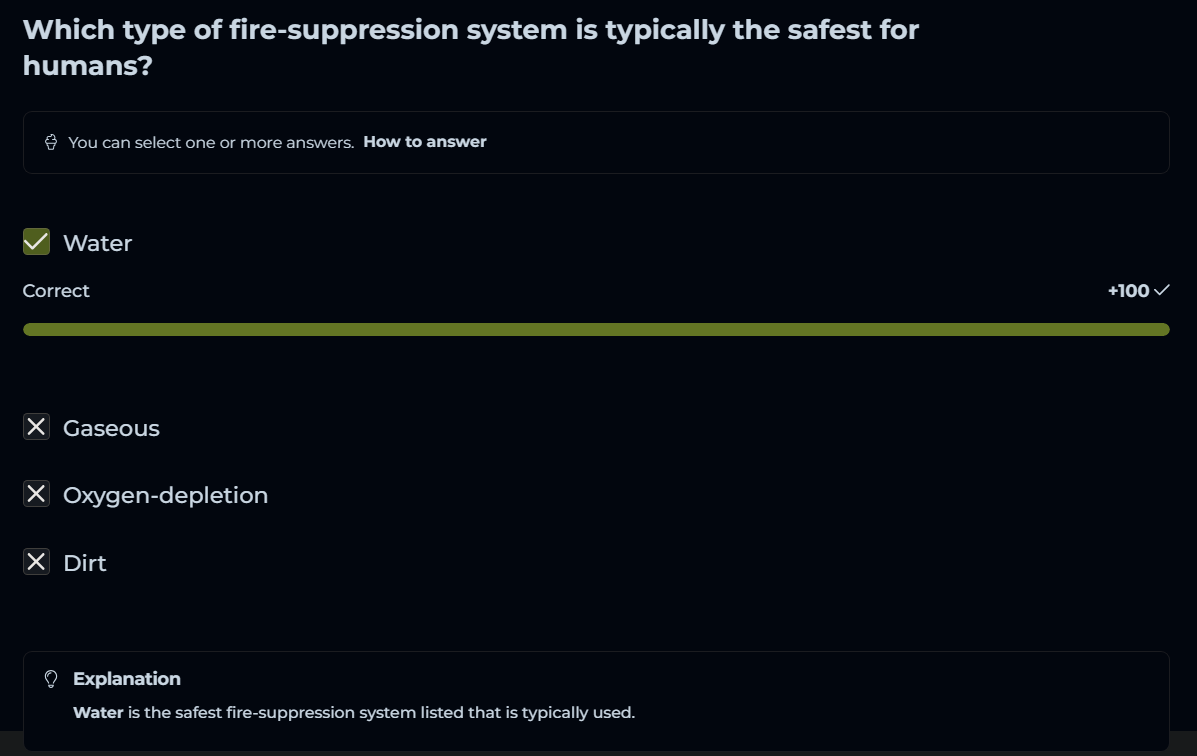 Which type of fire-suppression system is typically the safest for
humans?
You can select one or more answers. How to answer
Water
Correct
+100
Gaseous
Oxygen-depletion
Dirt
Explanation
Water is the safest fire-suppression system listed that is typically used.